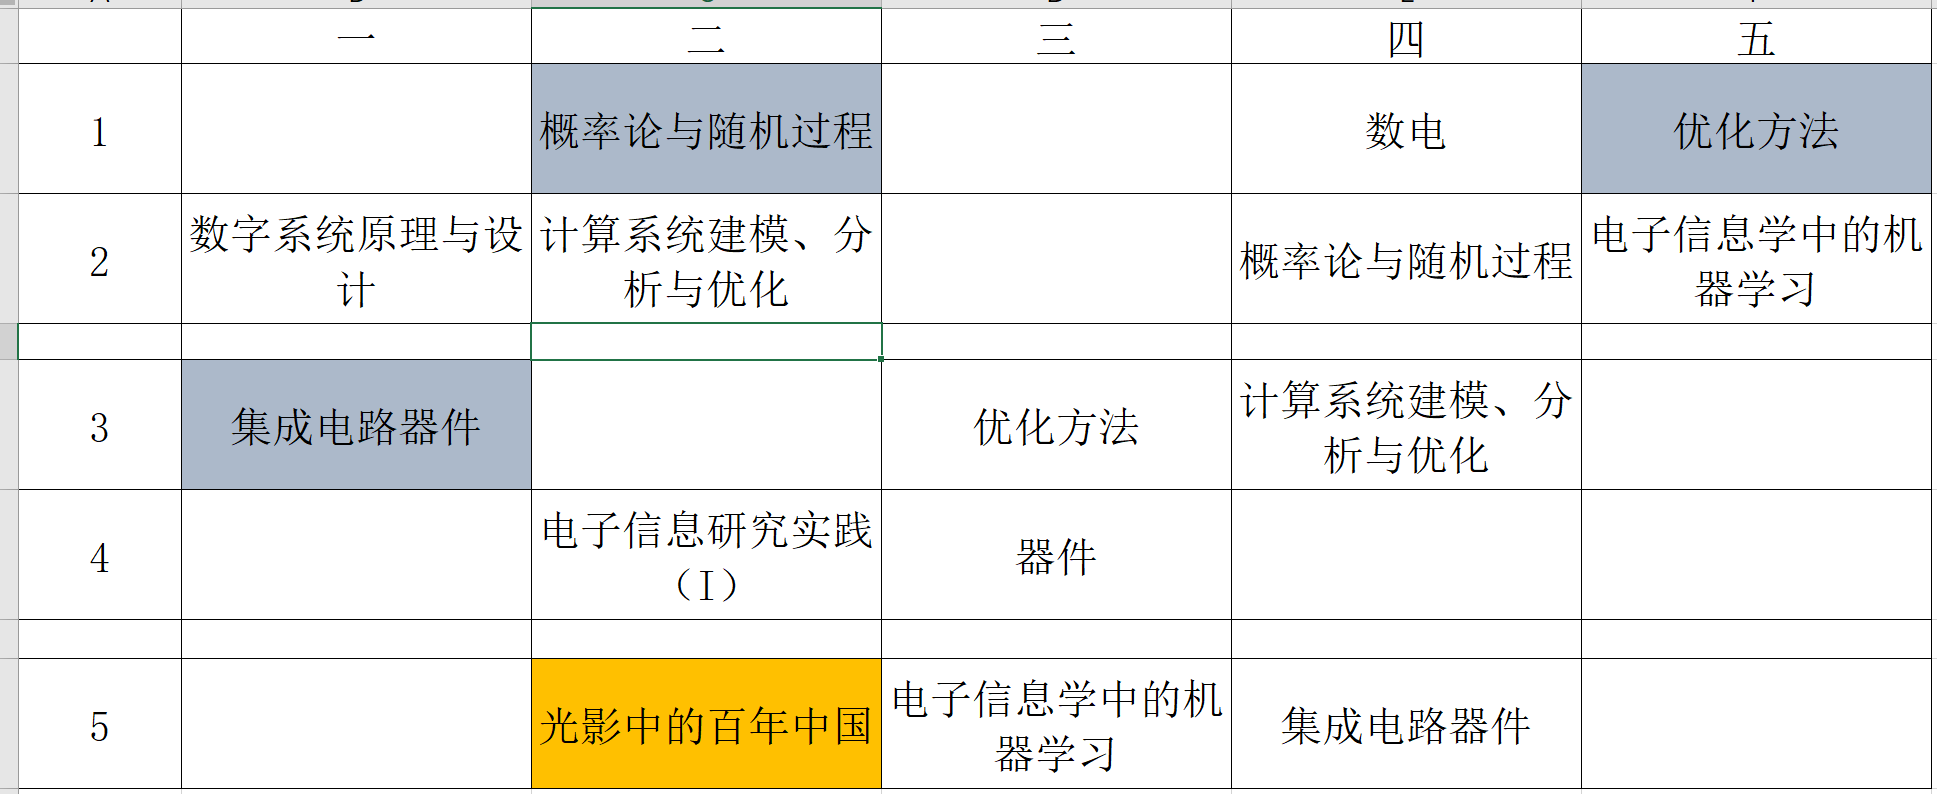 一 二 三 四 五
1 概率论与随机过程 数电 优化方法
2 数字系统原理与设计 计算系统建模、分析与优化 概率论与随机过程 电子信息学中的机器学习
3 集成电路器件 优化方法 计算系统建模、分析与优化
4 电子信息研究实践（I） 器件
5 光影中的百年中国 电子信息学中的机器学习 集成电路器件